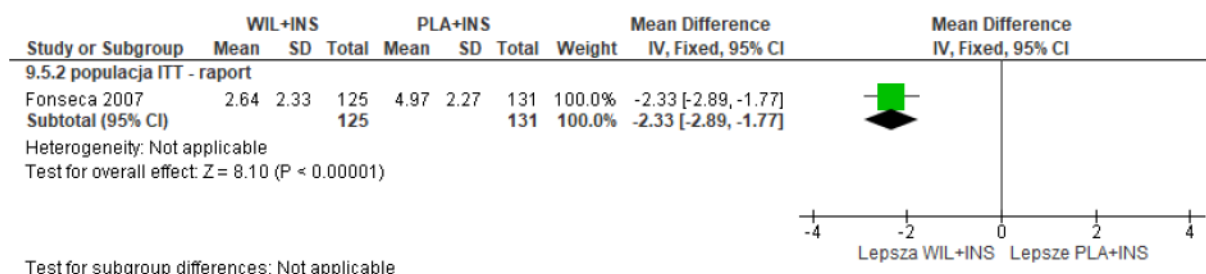 WIL+INS PLA+INS Mean Difference Mean Difference
Study or Subgroup Mean SD Total Mean SD Total Weight IV, Fixed, 95% CI IV, Fixed, 95% CI
9.5.2 populacja ITT - raport
Fonseca 2007 2.64 2.33 125 4.97 2.27 131 100.0% -2.33 [-2.89, -1.77]
Subtotal (95% CI) 125 131 100.0% -2.33 [-2.89, -1.77]
Heterogeneity: Not applicable
Test for overall effect: Z = 8.10 (P < 0.00001)
-4 -2 0 2 4
Lepsza WIL+INS Lepsze PLA+INS
Test for subgroup differences: Not applicable